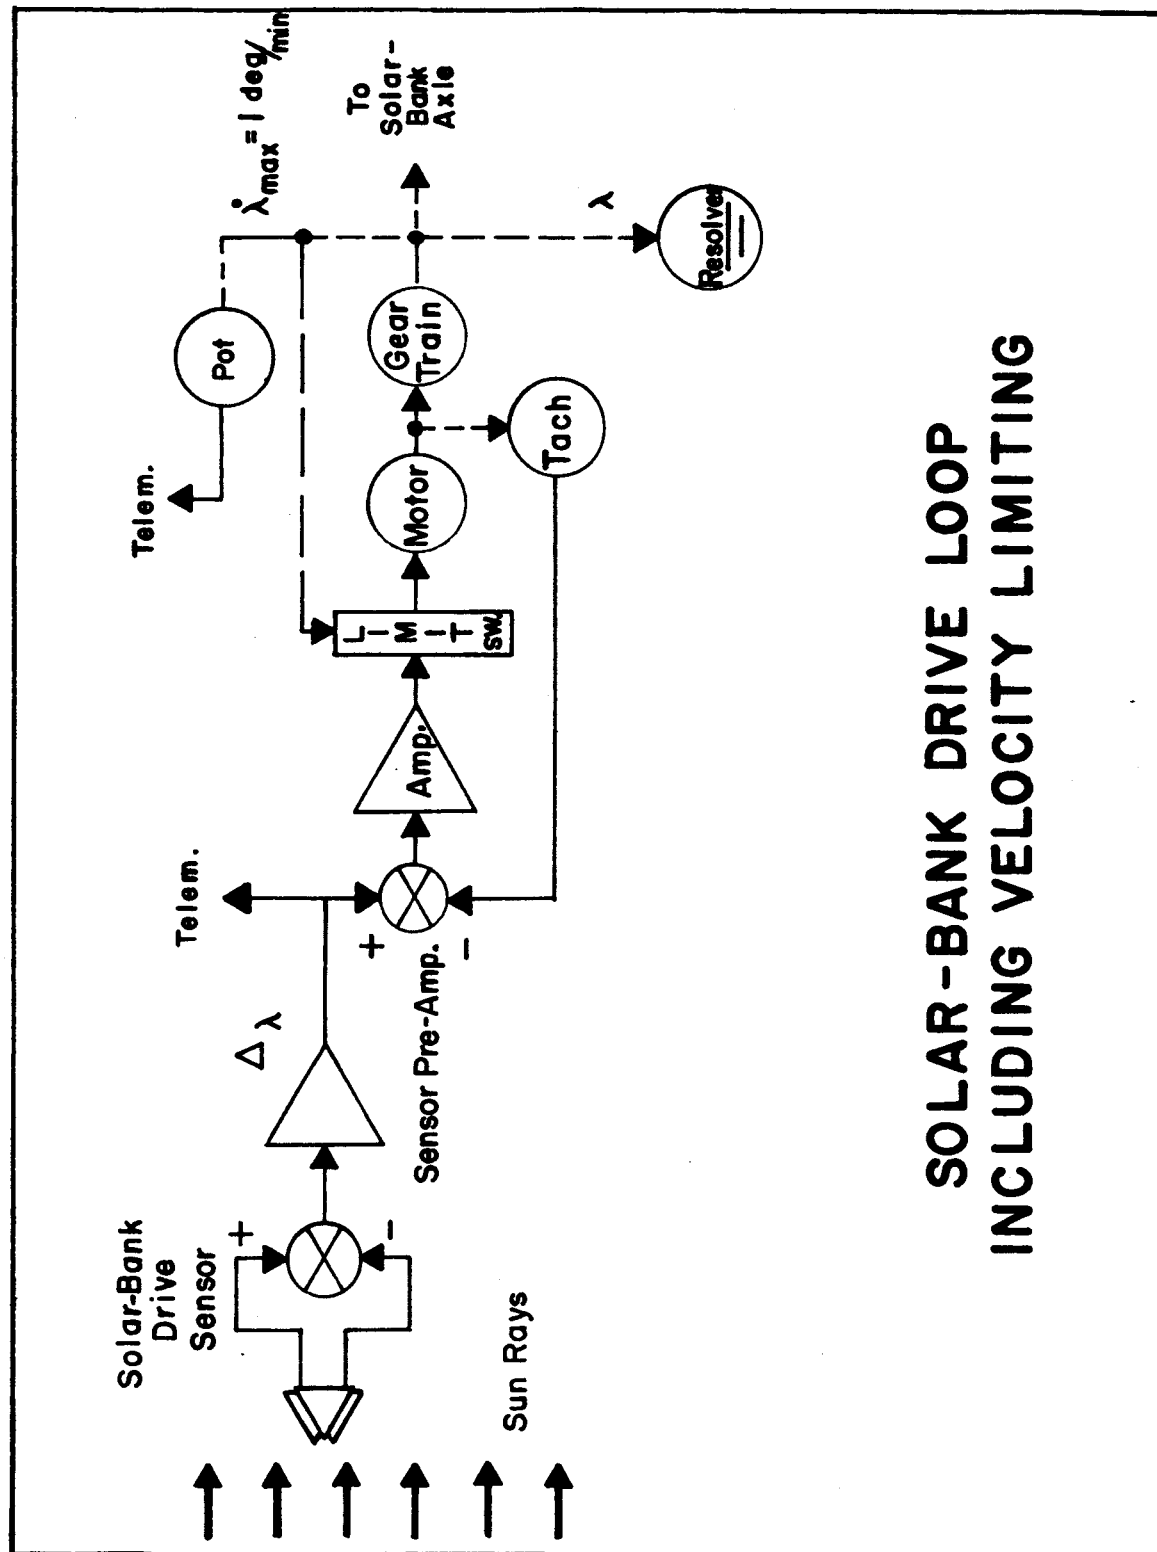 Solar-Bank
Drive
Sensor
+
-
Sun Rays
Δλ
Sensor Pre-Amp.
Telem.
+
-
Amp.
LIMIT
SW.
Motor
Tach
Gear
Train
Telem.
Pot
λ̇max = 1 deg/min
To
Solar-
Bank
Axle
λ
Resolver
SOLAR-BANK DRIVE LOOP
INCLUDING VELOCITY LIMITING